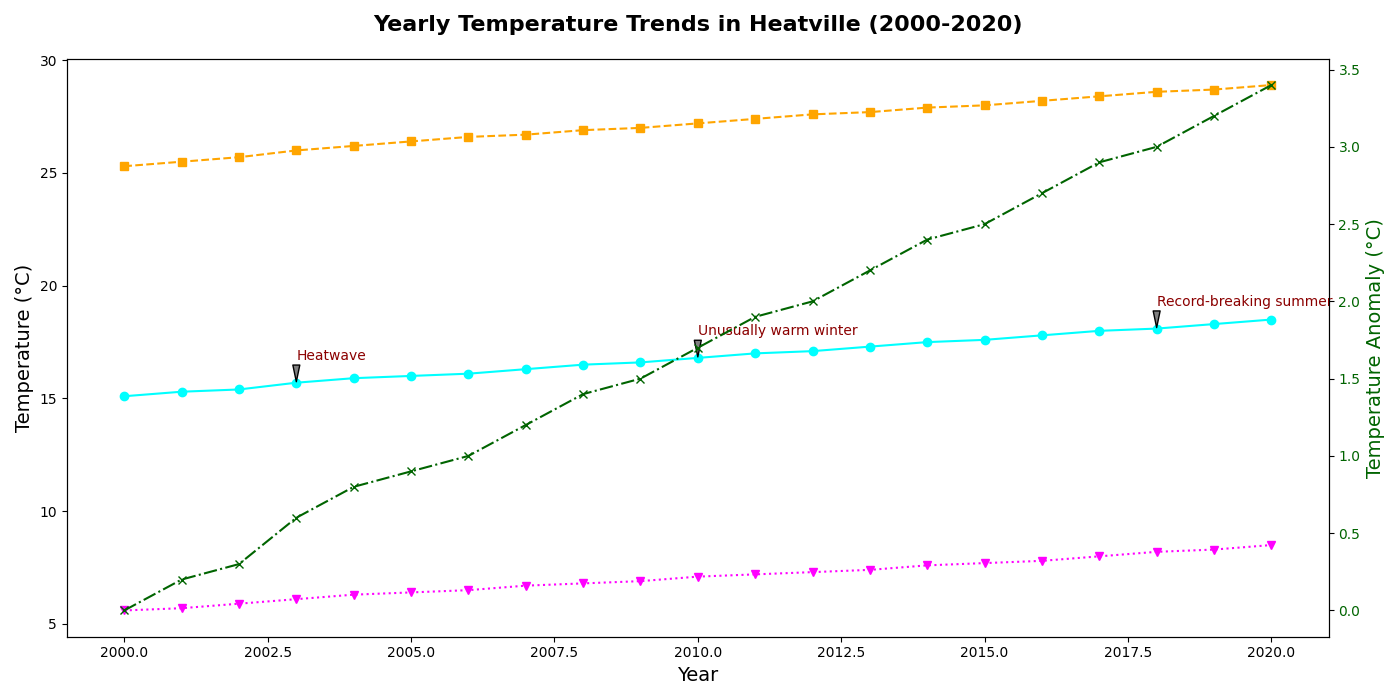 Yearly Temperature Trends in Heatville (2000-2020)
30
25
20
15
10
5
Temperature (°C)
3.5
3.0
2.5
2.0
1.5
1.0
0.5
0.0
Temperature Anomaly (°C)
Heatwave
Unusually warm winter
Record-breaking summer
2000.0 2002.5 2005.0 2007.5 2010.0 2012.5 2015.0 2017.5 2020.0
Year